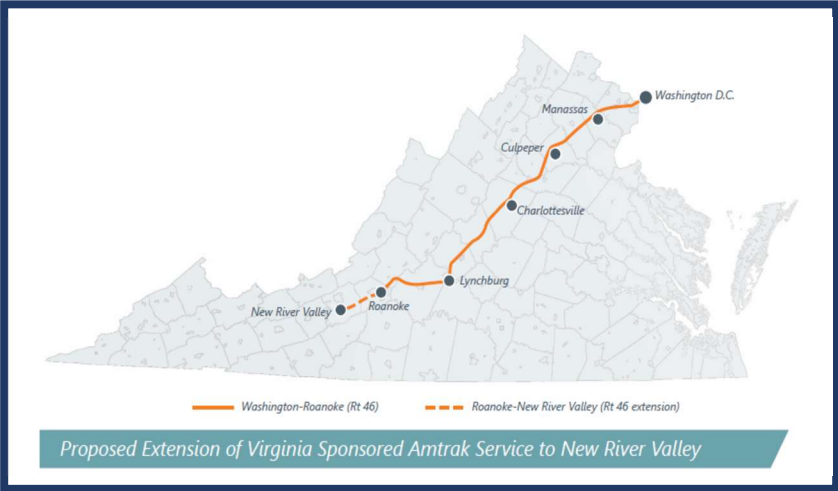 Washington D.C.
Manassas
Culpeper
Charlottesville
Lynchburg
Roanoke
New River Valley
Washington-Roanoke (Rt 46)
Roanoke-New River Valley (Rt 46 extension)
Proposed Extension of Virginia Sponsored Amtrak Service to New River Valley